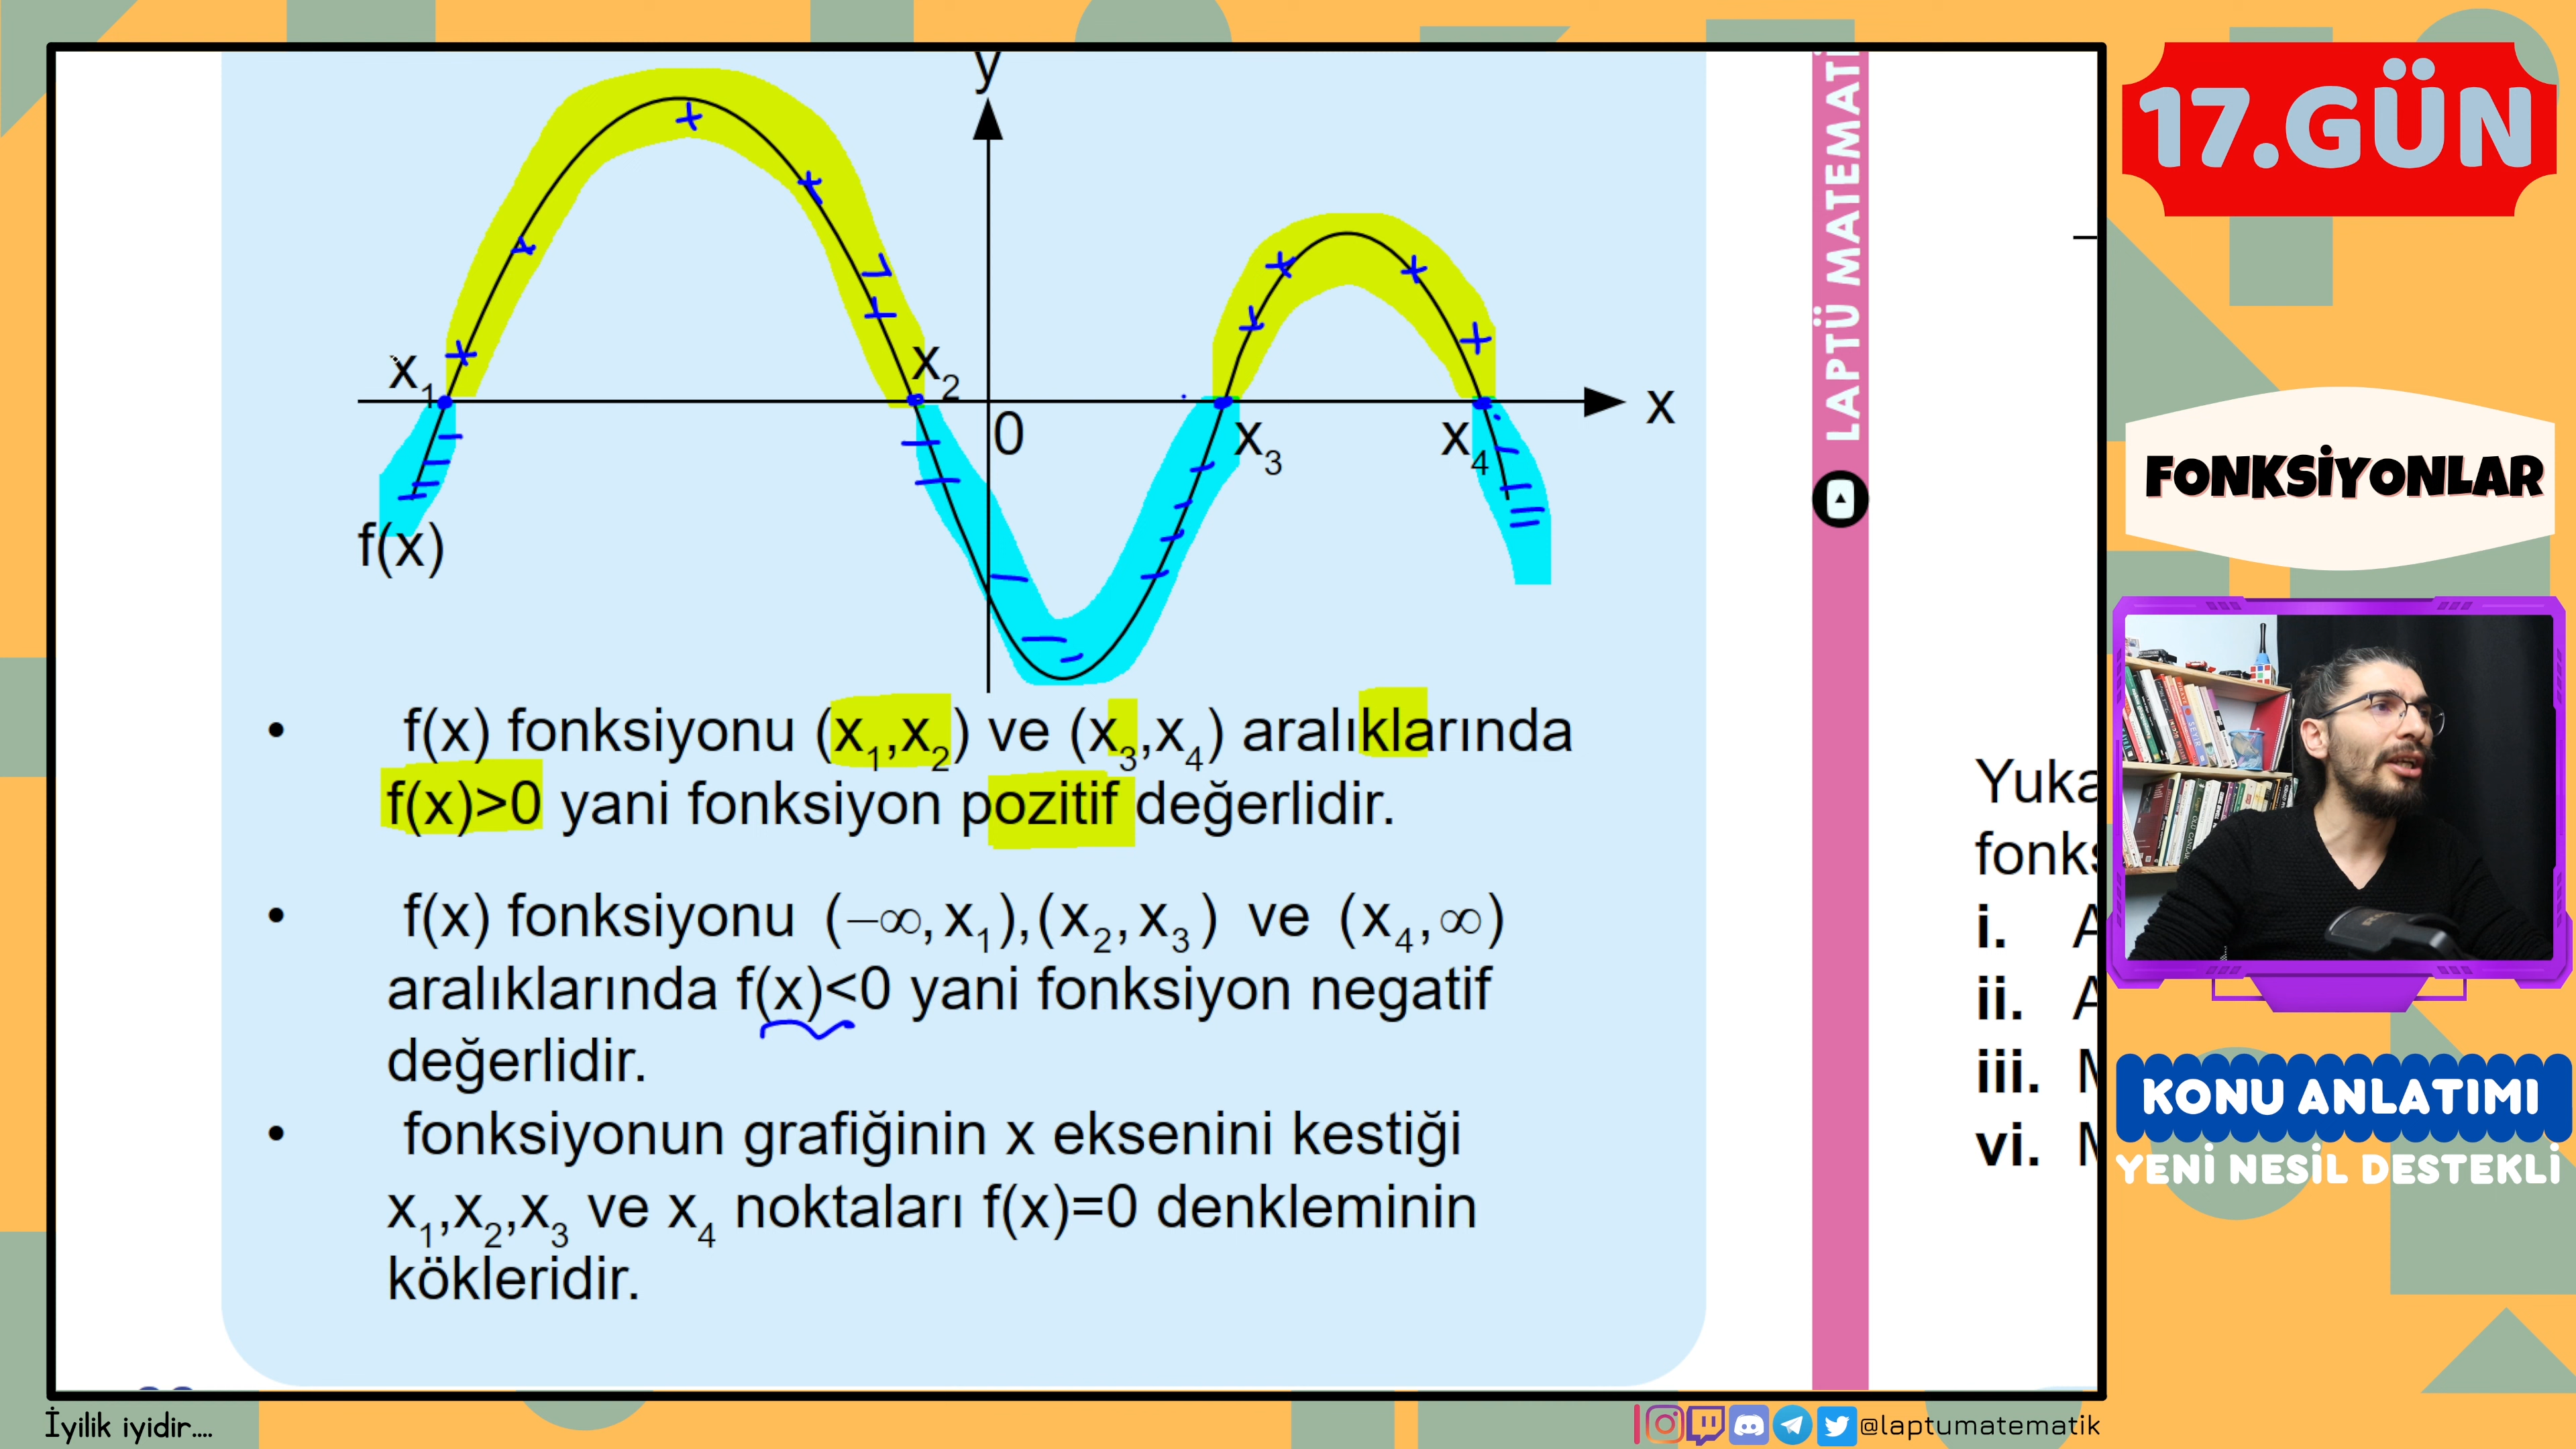 y
x1
x2
0
x3
x4
x
f(x)
• f(x) fonksiyonu (x1,x2) ve (x3,x4) aralıklarında
f(x)>0 yani fonksiyon pozitif değerlidir.
• f(x) fonksiyonu (−∞,x1),(x2,x3) ve (x4,∞)
aralıklarında f(x)<0 yani fonksiyon negatif
değerlidir.
• fonksiyonun grafiğinin x eksenini kestiği
x1,x2,x3 ve x4 noktaları f(x)=0 denkleminin
kökleridir.
LAPTÜ MATEMATİ
Yuka
fonks
i. A
ii. A
iii. M
vi. M
17.GÜN
FONKSİYONLAR
KONU ANLATIMI
YENİ NESİL DESTEKLİ
İyilik iyidir....
@laptumatematik